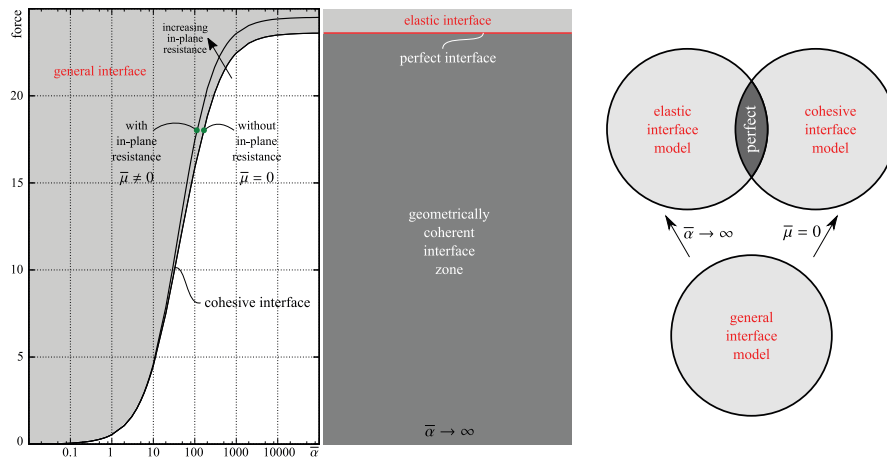 force
20
15
10
5
0
0.1 1 10 100 1000 10000 α̅
increasing
in-plane
resistance
general interface
with
in-plane
resistance
μ̅ ≠ 0
without
in-plane
resistance
μ̅ = 0
cohesive interface
elastic interface
perfect interface
geometrically
coherent
interface
zone
α̅ → ∞
elastic
interface
model
perfect
cohesive
interface
model
α̅ → ∞
μ̅ = 0
general
interface
model